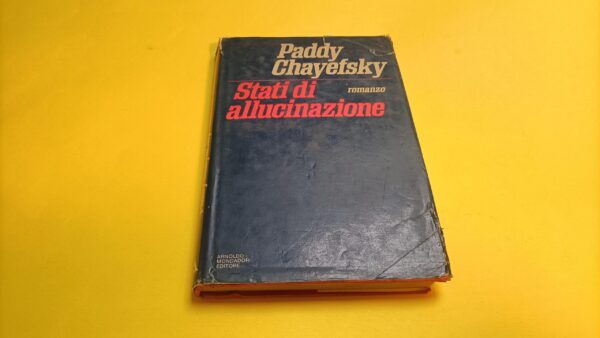 Paddy
Chayefsky
Stati di romanzo
allucinazione
ARNOLDO
MONDADORI
EDITORE